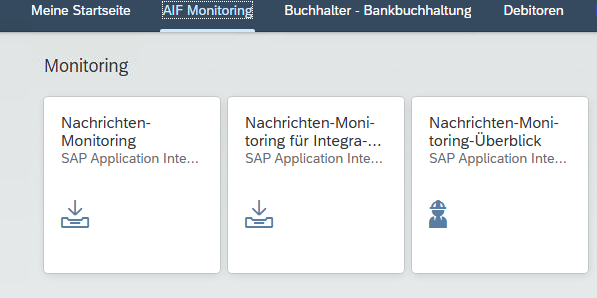 Meine Startseite AIF Monitoring Buchhalter - Bankbuchhaltung Debitoren
Monitoring
Nachrichten-
Monitoring
SAP Application Inte...
Nachrichten-Moni-
toring für Integra-...
SAP Application Inte...
Nachrichten-Moni-
toring-Überblick
SAP Application Inte...